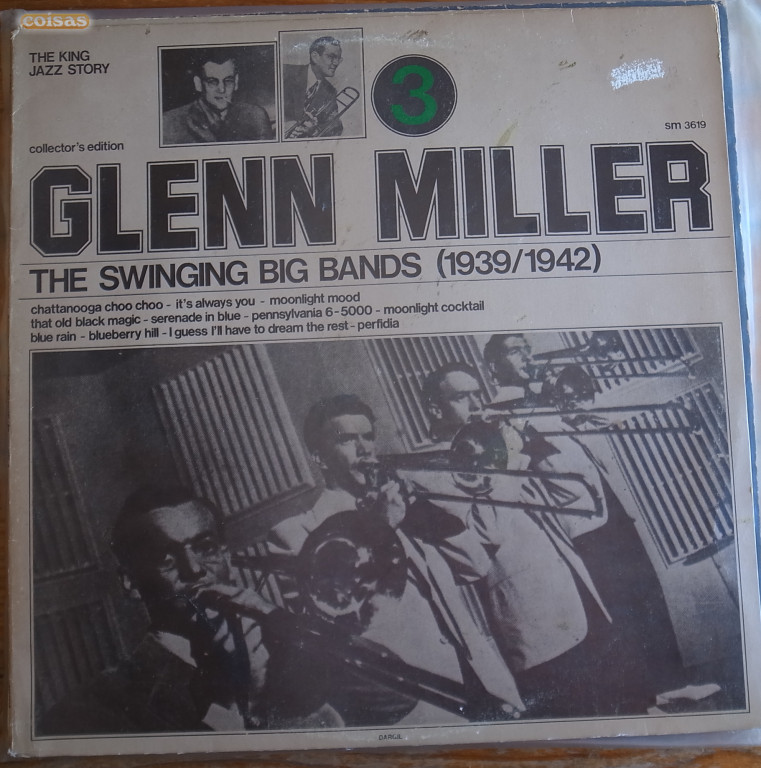 coisas
THE KING
JAZZ STORY
3
sm 3619
collector's edition
GLENN MILLER
THE SWINGING BIG BANDS (1939/1942)
chattanooga choo choo - it's always you - moonlight mood
that old black magic - serenade in blue - pennsylvania 6-5000 - moonlight cocktail
blue rain - blueberry hill - I guess I'll have to dream the rest - perfidia
DARGIL